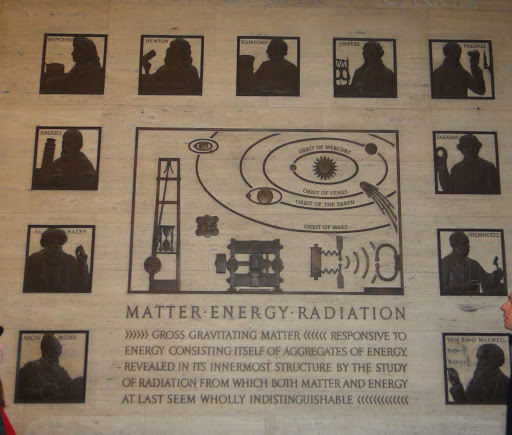 HUYGENS
NEWTON
RUMFORD
AMPERE
FRESNEL
GALILEO
FARADAY
ORBIT OF MERCURY
ORBIT OF VENUS
ORBIT OF THE EARTH
ORBIT OF MARS
AL HAZEN
HELMHOLTZ
ARCHIMEDES
MAXWELL
MATTER·ENERGY·RADIATION
››››› GROSS GRAVITATING MATTER ‹‹‹‹‹ RESPONSIVE TO
ENERGY CONSISTING ITSELF OF AGGREGATES OF ENERGY
·REVEALED IN ITS INNERMOST STRUCTURE BY THE STUDY
OF RADIATION FROM WHICH BOTH MATTER AND ENERGY
AT LAST SEEM WHOLLY INDISTINGUISHABLE ‹‹‹‹‹‹‹‹‹‹